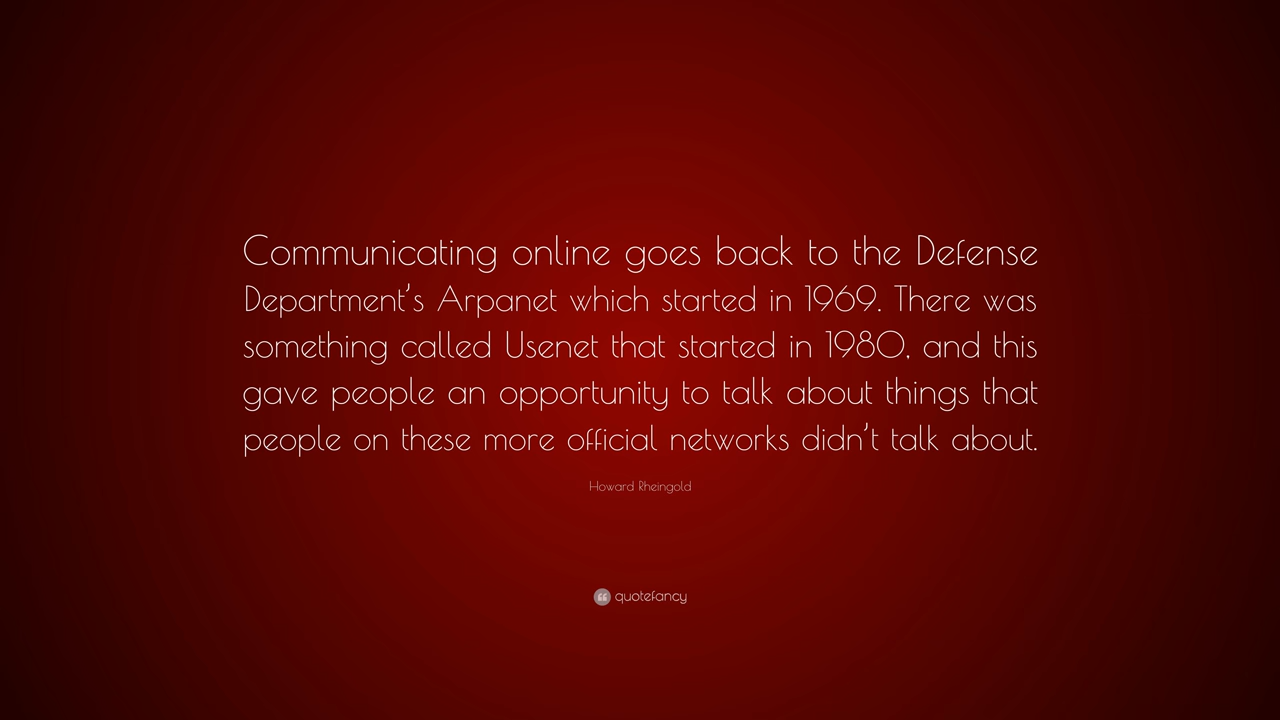 Communicating online goes back to the Defense
Department’s Arpanet which started in 1969. There was
something called Usenet that started in 1980, and this
gave people an opportunity to talk about things that
people on these more official networks didn’t talk about.
Howard Rheingold
quotefancy